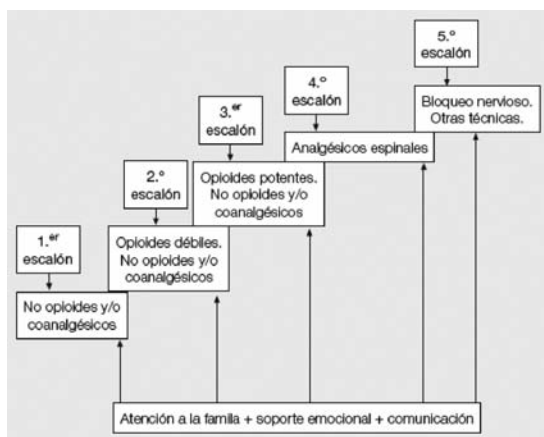 1.er
escalón
No opioides y/o
coanalgésicos
2.º
escalón
Opioides débiles.
No opioides y/o
coanalgésicos
3.er
escalón
Opioides potentes.
No opioides y/o
coanalgésicos
4.º
escalón
Analgésicos espinales
5.º
escalón
Bloqueo nervioso.
Otras técnicas.
Atención a la familia + soporte emocional + comunicación